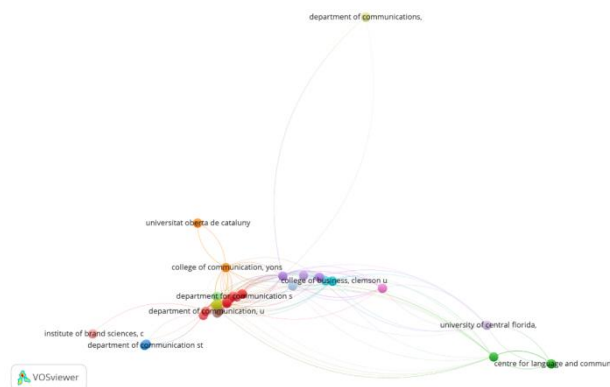 department of communications,
universitat oberta de cataluny
college of communication, yons
college of business, clemson u
department for communication s
department of communication, u
university of central florida,
institute of brand sciences, c
department of communication st
centre for language and commun
VOSviewer